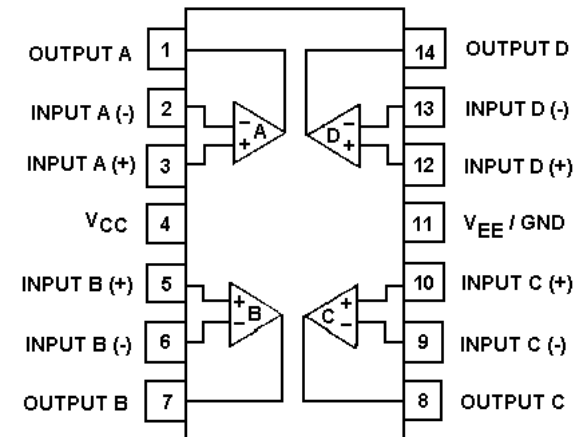 OUTPUT A 1 14 OUTPUT D
INPUT A (-) 2 − A D − 13 INPUT D (-)
INPUT A (+) 3 + + 12 INPUT D (+)
VCC 4 11 VEE / GND
INPUT B (+) 5 + + 10 INPUT C (+)
INPUT B (-) 6 − B C − 9 INPUT C (-)
OUTPUT B 7 8 OUTPUT C